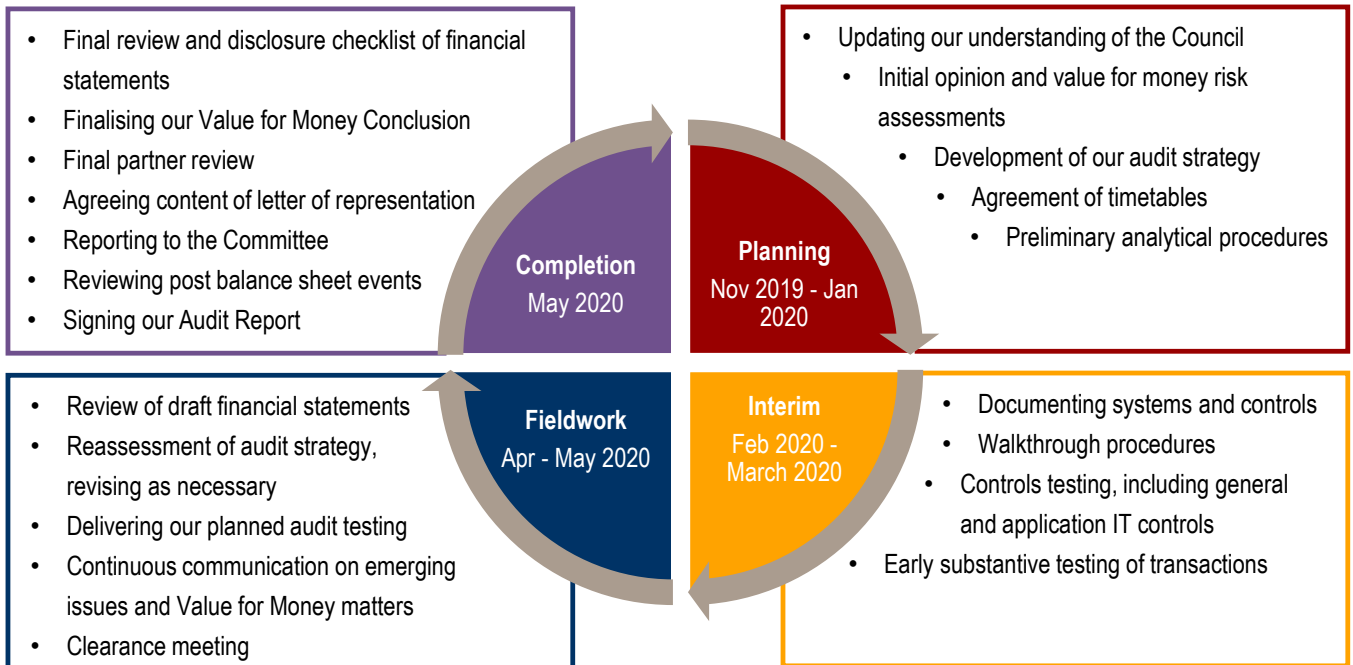 • Final review and disclosure checklist of financial
statements
• Finalising our Value for Money Conclusion
• Final partner review
• Agreeing content of letter of representation
• Reporting to the Committee
• Reviewing post balance sheet events
• Signing our Audit Report
Completion
May 2020
• Updating our understanding of the Council
• Initial opinion and value for money risk
assessments
• Development of our audit strategy
• Agreement of timetables
• Preliminary analytical procedures
Planning
Nov 2019 - Jan
2020
• Review of draft financial statements
• Reassessment of audit strategy,
revising as necessary
• Delivering our planned audit testing
• Continuous communication on emerging
issues and Value for Money matters
• Clearance meeting
Fieldwork
Apr - May 2020
Interim
Feb 2020 -
March 2020
• Documenting systems and controls
• Walkthrough procedures
• Controls testing, including general
and application IT controls
• Early substantive testing of transactions